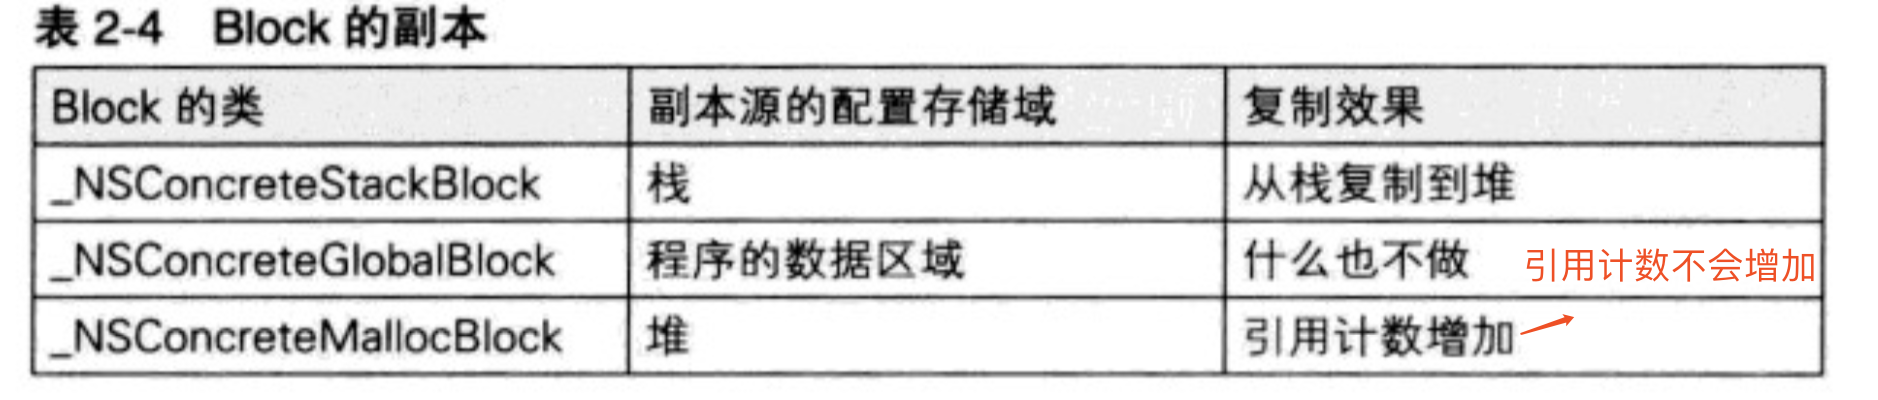 表 2-4 Block 的副本
Block 的类 副本源的配置存储域 复制效果
_NSConcreteStackBlock 栈 从栈复制到堆
_NSConcreteGlobalBlock 程序的数据区域 什么也不做 引用计数不会增加
_NSConcreteMallocBlock 堆 引用计数增加